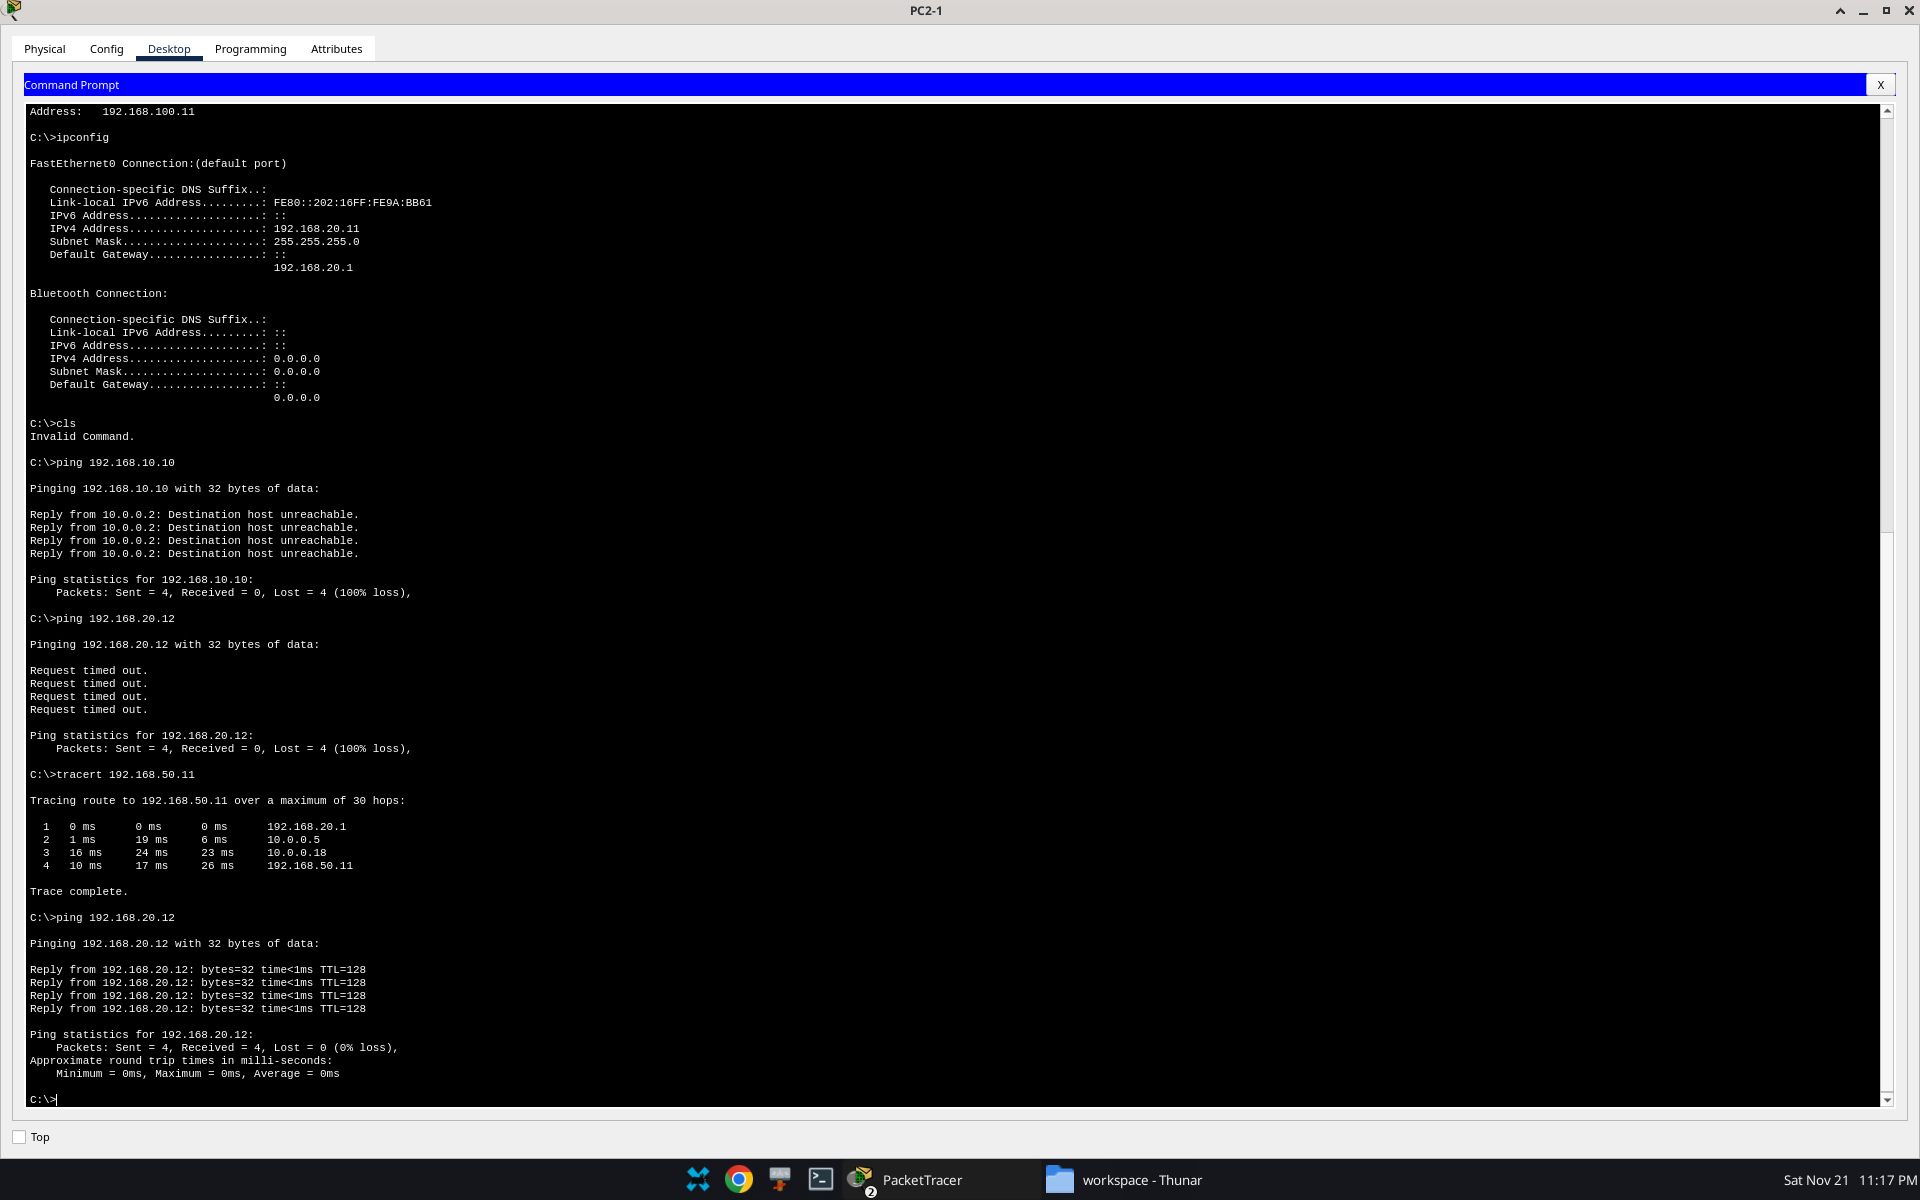 PC2-1
Physical Config Desktop Programming Attributes
Command Prompt
X
Address:   192.168.100.11
C:\>ipconfig
FastEthernet0 Connection:(default port)
Connection-specific DNS Suffix..:
Link-local IPv6 Address.........: FE80::202:16FF:FE9A:BB61
IPv6 Address....................: ::
IPv4 Address....................: 192.168.20.11
Subnet Mask.....................: 255.255.255.0
Default Gateway.................: ::
192.168.20.1
Bluetooth Connection:
Connection-specific DNS Suffix..:
Link-local IPv6 Address.........: ::
IPv6 Address....................: ::
IPv4 Address....................: 0.0.0.0
Subnet Mask.....................: 0.0.0.0
Default Gateway.................: ::
0.0.0.0
C:\>cls
Invalid Command.
C:\>ping 192.168.10.10
Pinging 192.168.10.10 with 32 bytes of data:
Reply from 10.0.0.2: Destination host unreachable.
Reply from 10.0.0.2: Destination host unreachable.
Reply from 10.0.0.2: Destination host unreachable.
Reply from 10.0.0.2: Destination host unreachable.
Ping statistics for 192.168.10.10:
Packets: Sent = 4, Received = 0, Lost = 4 (100% loss),
C:\>ping 192.168.20.12
Pinging 192.168.20.12 with 32 bytes of data:
Request timed out.
Request timed out.
Request timed out.
Request timed out.
Ping statistics for 192.168.20.12:
Packets: Sent = 4, Received = 0, Lost = 4 (100% loss),
C:\>tracert 192.168.50.11
Tracing route to 192.168.50.11 over a maximum of 30 hops:
1   0 ms      0 ms      0 ms      192.168.20.1
2   1 ms      19 ms     6 ms      10.0.0.5
3   16 ms     24 ms     23 ms     10.0.0.18
4   10 ms     17 ms     26 ms     192.168.50.11
Trace complete.
C:\>ping 192.168.20.12
Pinging 192.168.20.12 with 32 bytes of data:
Reply from 192.168.20.12: bytes=32 time<1ms TTL=128
Reply from 192.168.20.12: bytes=32 time<1ms TTL=128
Reply from 192.168.20.12: bytes=32 time<1ms TTL=128
Reply from 192.168.20.12: bytes=32 time<1ms TTL=128
Ping statistics for 192.168.20.12:
Packets: Sent = 4, Received = 4, Lost = 0 (0% loss),
Approximate round trip times in milli-seconds:
Minimum = 0ms, Maximum = 0ms, Average = 0ms
C:\>
Top
2 PacketTracer workspace - Thunar Sat Nov 21 11:17 PM